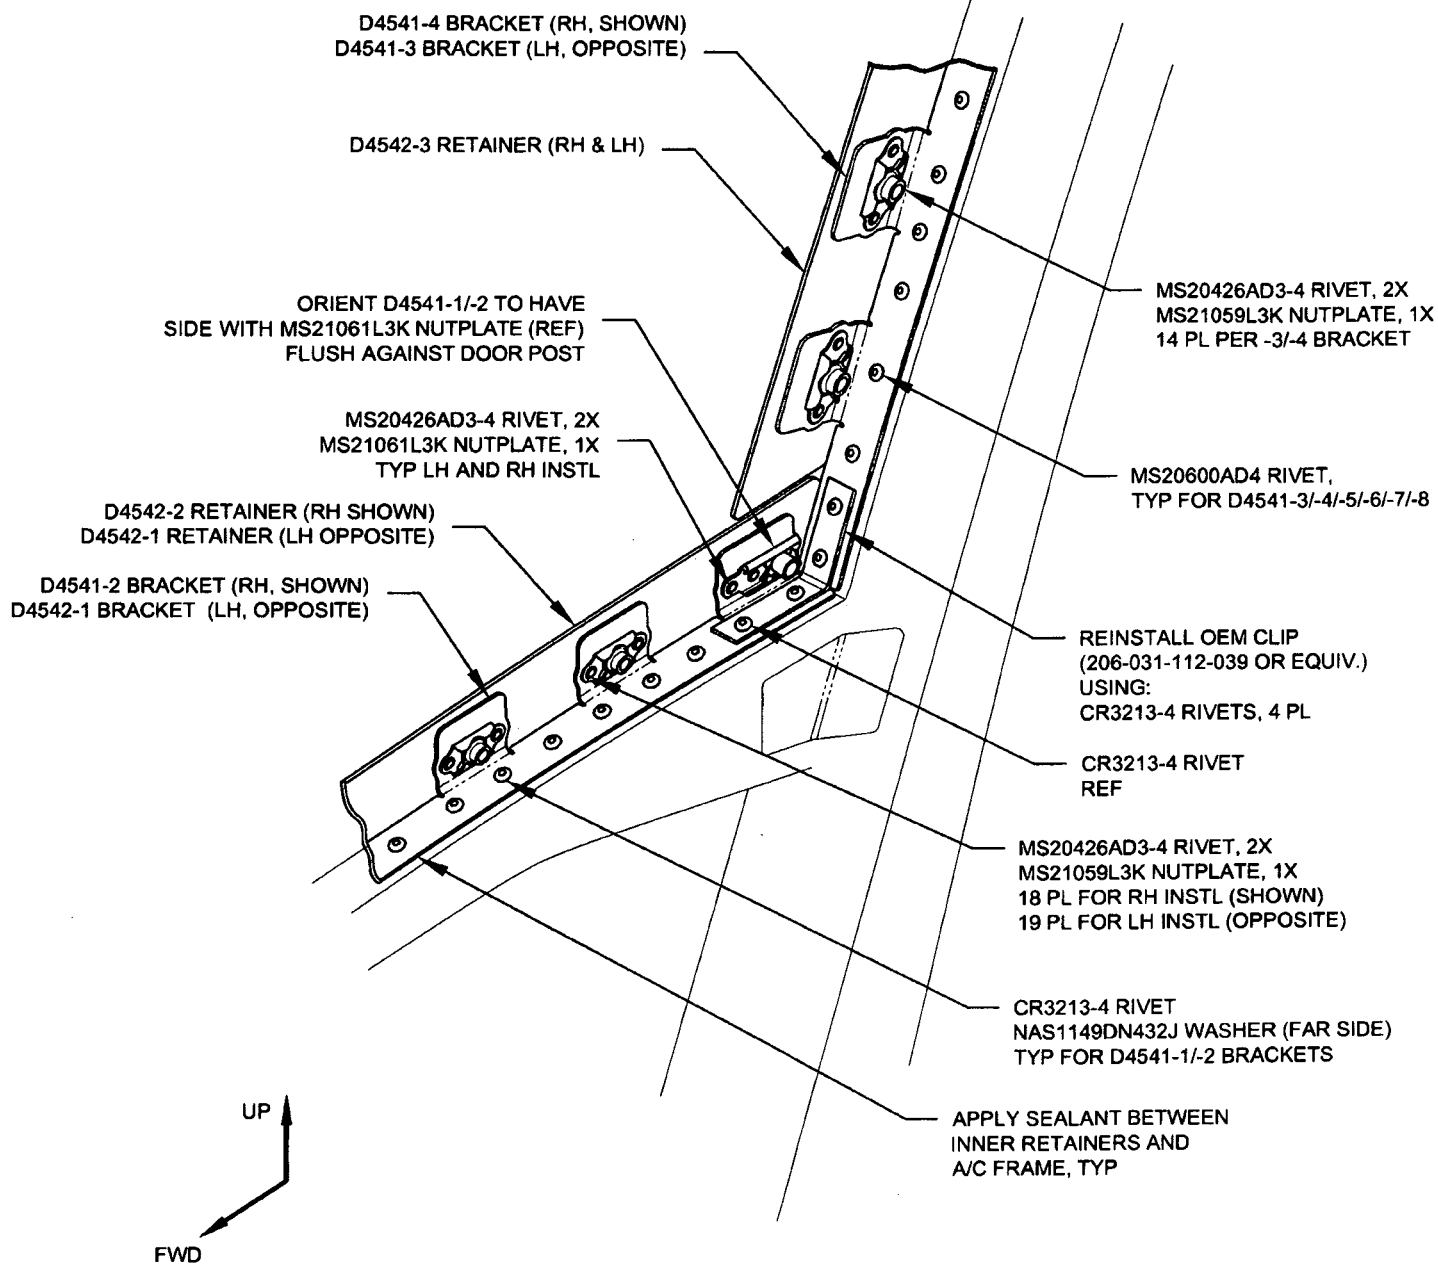 D4541-4 BRACKET (RH, SHOWN)
D4541-3 BRACKET (LH, OPPOSITE)
D4542-3 RETAINER (RH & LH)
ORIENT D4541-1/-2 TO HAVE
SIDE WITH MS21061L3K NUTPLATE (REF)
FLUSH AGAINST DOOR POST
MS20426AD3-4 RIVET, 2X
MS21061L3K NUTPLATE, 1X
TYP LH AND RH INSTL
D4542-2 RETAINER (RH SHOWN)
D4542-1 RETAINER (LH OPPOSITE)
D4541-2 BRACKET (RH, SHOWN)
D4542-1 BRACKET (LH, OPPOSITE)
MS20426AD3-4 RIVET, 2X
MS21059L3K NUTPLATE, 1X
14 PL PER -3/-4 BRACKET
MS20600AD4 RIVET,
TYP FOR D4541-3/-4/-5/-6/-7/-8
REINSTALL OEM CLIP
(206-031-112-039 OR EQUIV.)
USING:
CR3213-4 RIVETS, 4 PL
CR3213-4 RIVET
REF
MS20426AD3-4 RIVET, 2X
MS21059L3K NUTPLATE, 1X
18 PL FOR RH INSTL (SHOWN)
19 PL FOR LH INSTL (OPPOSITE)
CR3213-4 RIVET
NAS1149DN432J WASHER (FAR SIDE)
TYP FOR D4541-1/-2 BRACKETS
APPLY SEALANT BETWEEN
INNER RETAINERS AND
A/C FRAME, TYP
UP
FWD